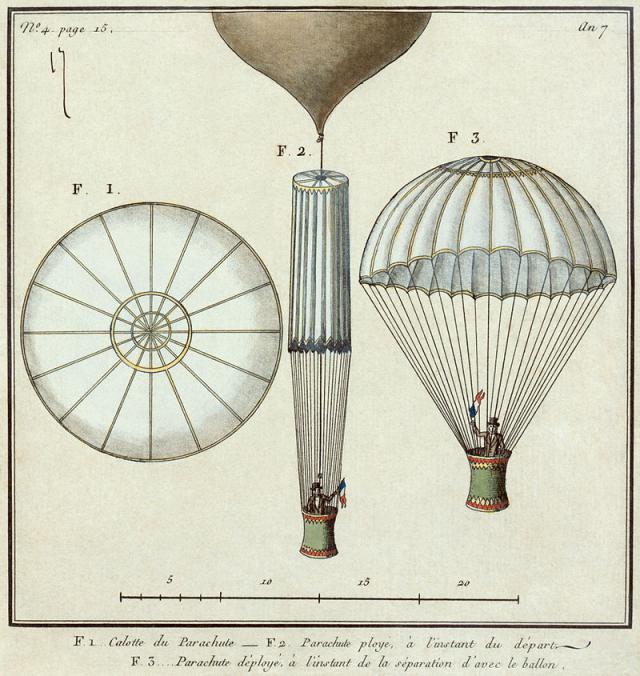 Nº 4. page 15.
An 7
17
F. 1.
F. 2.
F 3.
5 10 15 20
F. 1. Calotte du Parachute — F. 2. Parachute ployé, à l'instant du départ.
F. 3....Parachute déployé, à l'instant de la séparation d'avec le ballon.